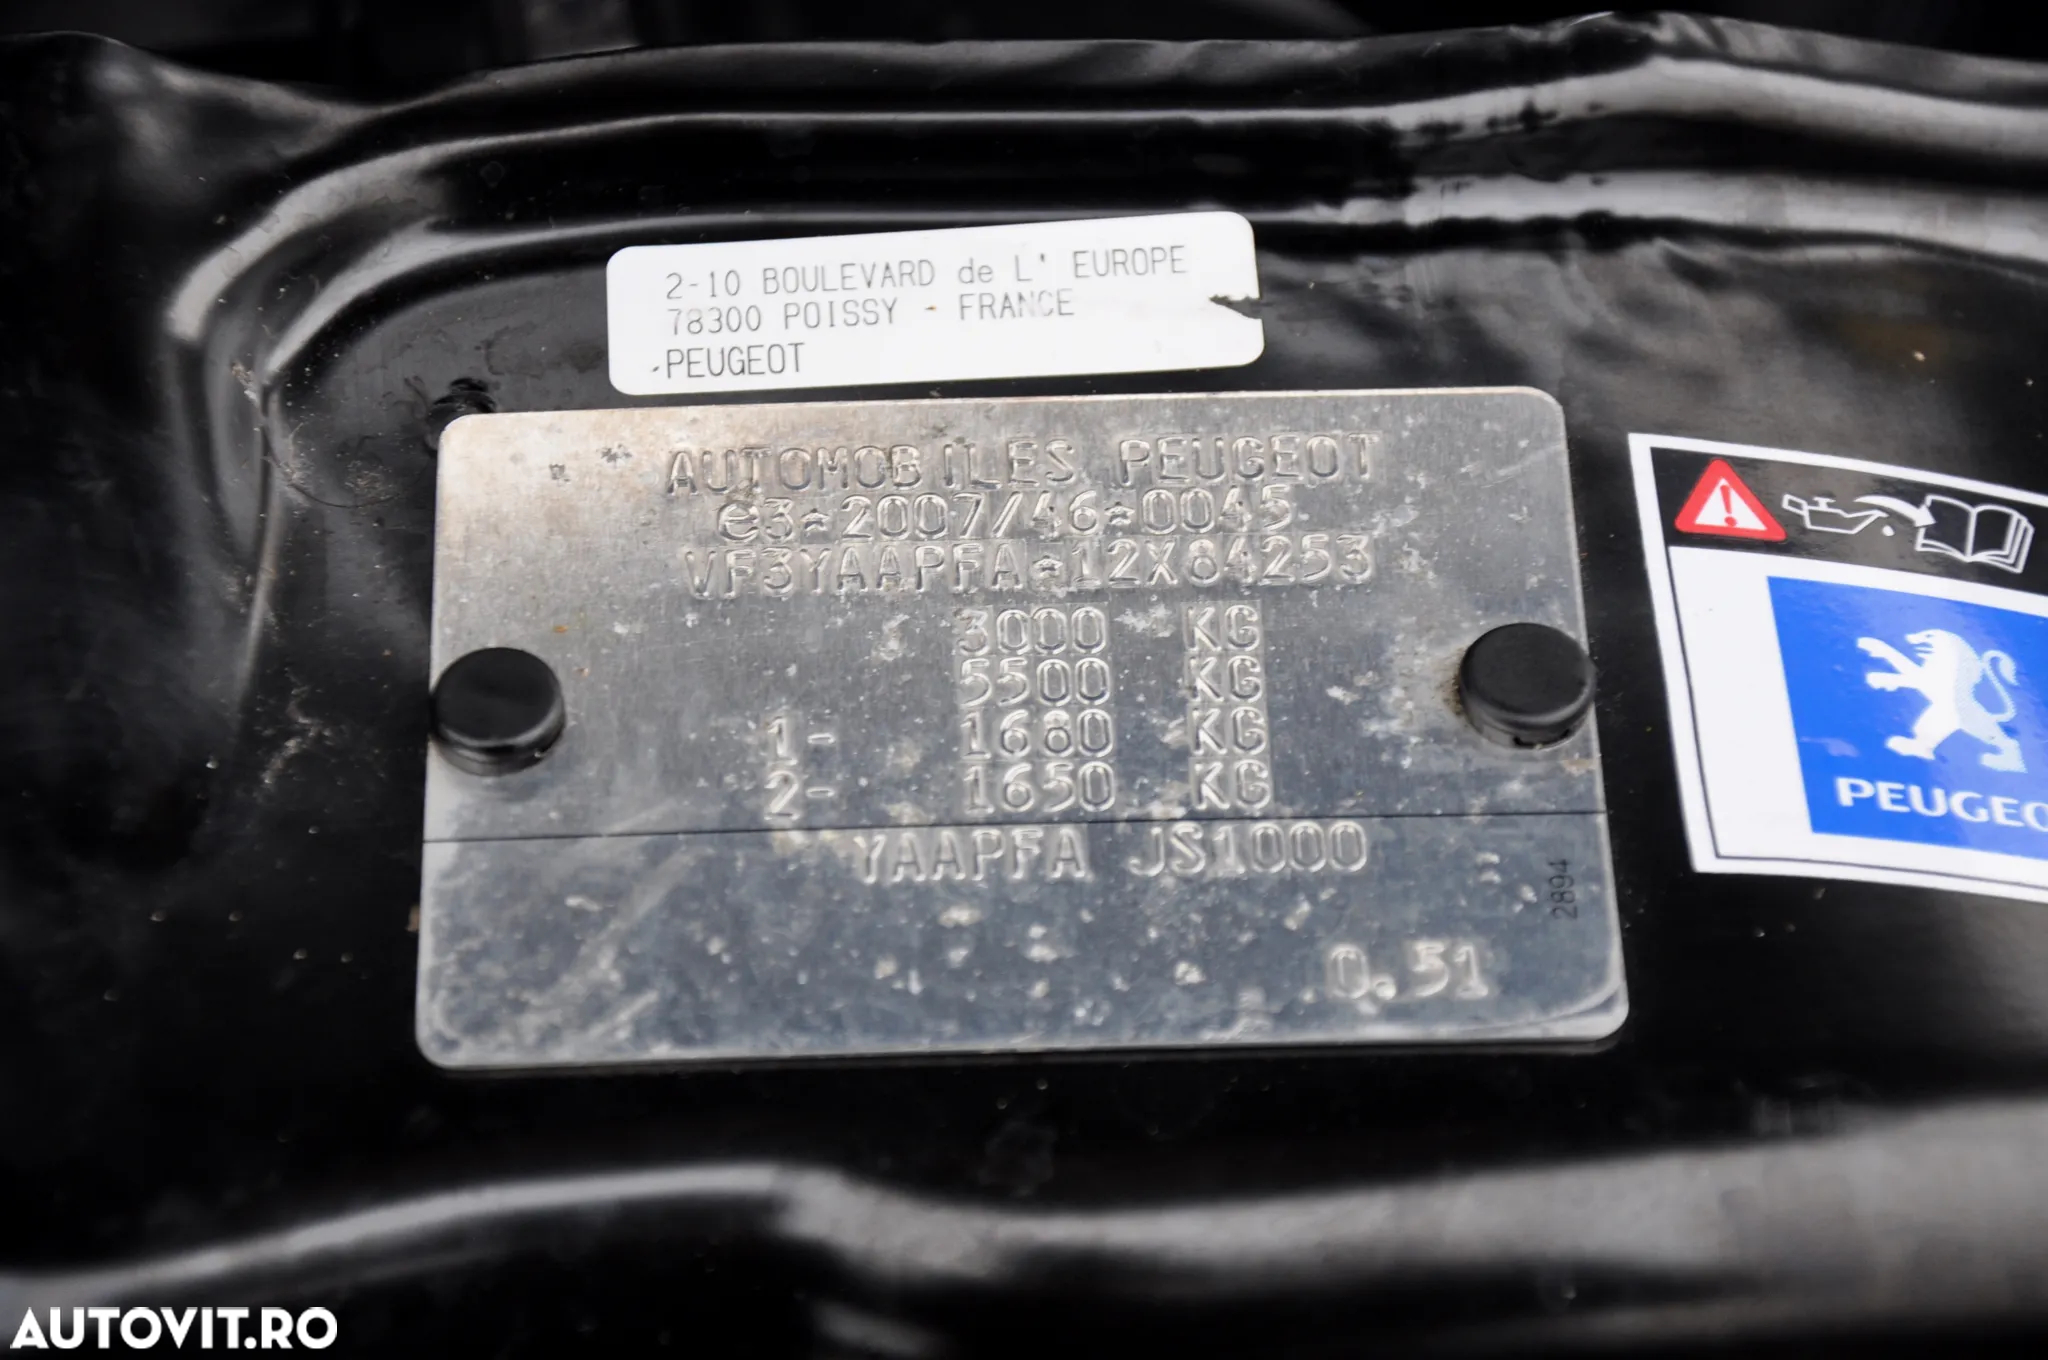 2-10 BOULEVARD de L' EUROPE
78300 POISSY - FRANCE
PEUGEOT
AUTOMOBILES PEUGEOT
e3*2007/46*0045
VF3YAAPFA*12X84253
3000 KG
5500 KG
1- 1680 KG
2- 1650 KG
YAAPFA JS1000
2894
0.51
PEUGEO
AUTOVIT.RO